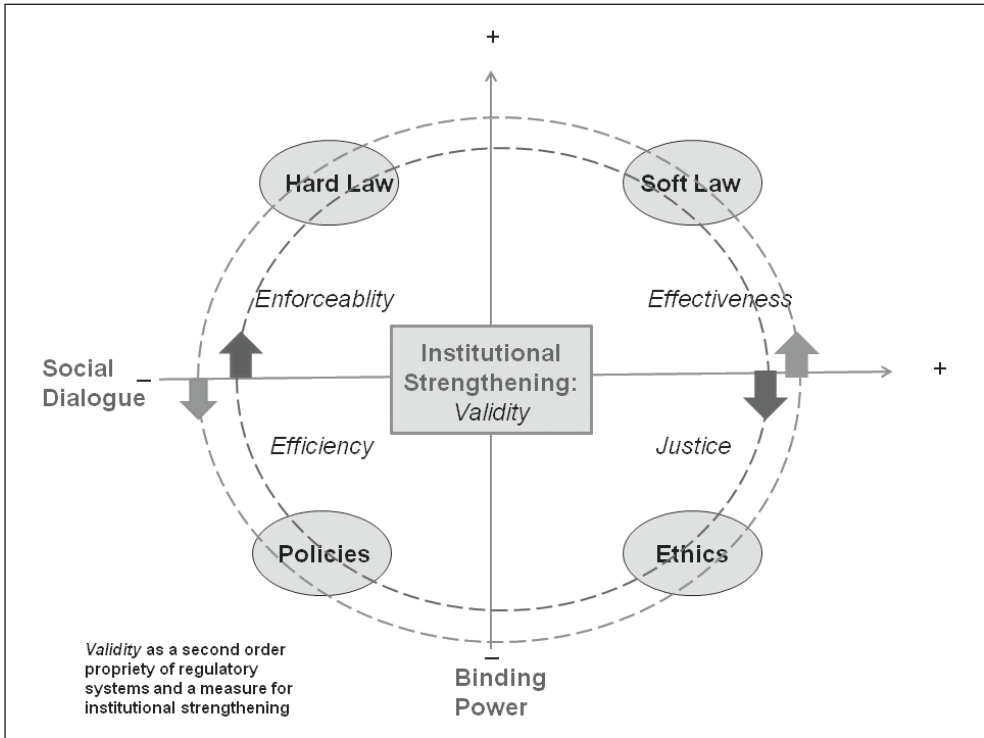 +
Hard Law
Soft Law
Enforceablity
Effectiveness
Social
Dialogue
–
Institutional
Strengthening:
Validity
+
Efficiency
Justice
Policies
Ethics
Validity as a second order
propriety of regulatory
systems and a measure for
institutional strengthening
–
Binding
Power